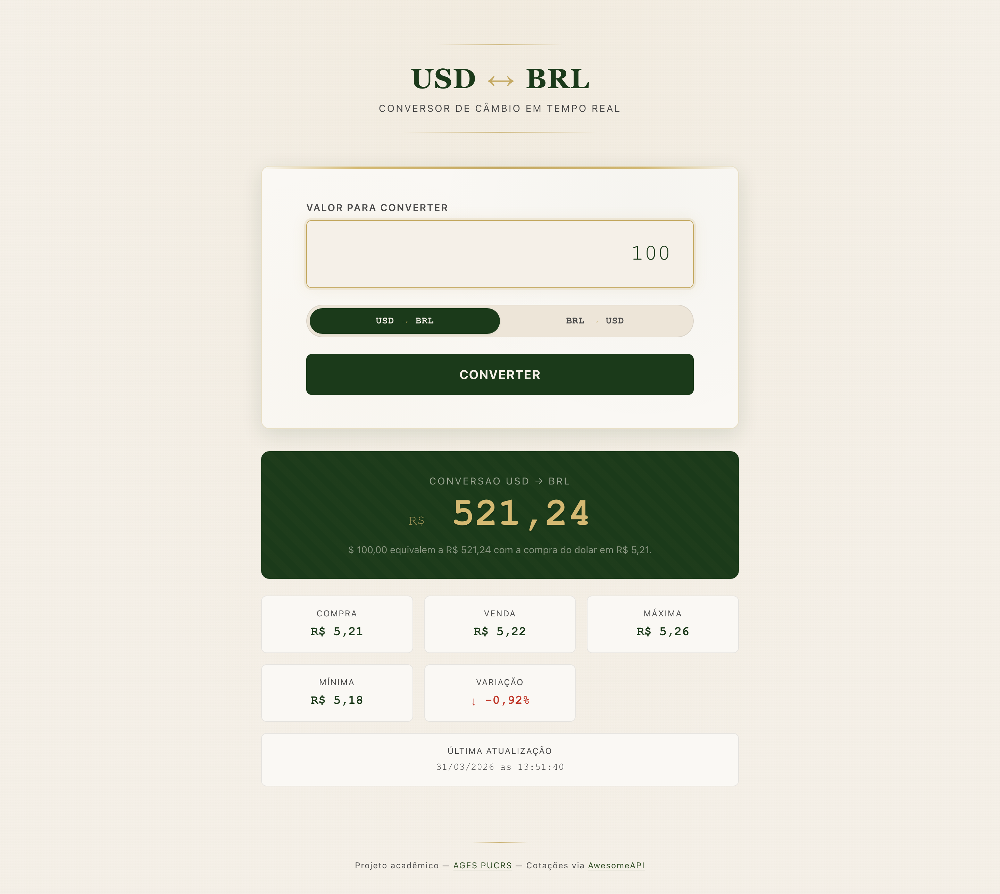 USD ↔ BRL
CONVERSOR DE CÂMBIO EM TEMPO REAL
VALOR PARA CONVERTER
100
USD → BRL
BRL → USD
CONVERTER
CONVERSAO USD → BRL
R$ 521,24
$ 100,00 equivalem a R$ 521,24 com a compra do dolar em R$ 5,21.
COMPRA
R$ 5,21
VENDA
R$ 5,22
MÁXIMA
R$ 5,26
MÍNIMA
R$ 5,18
VARIAÇÃO
↓ -0,92%
ÚLTIMA ATUALIZAÇÃO
31/03/2026 as 13:51:40
Projeto acadêmico — AGES PUCRS — Cotações via AwesomeAPI